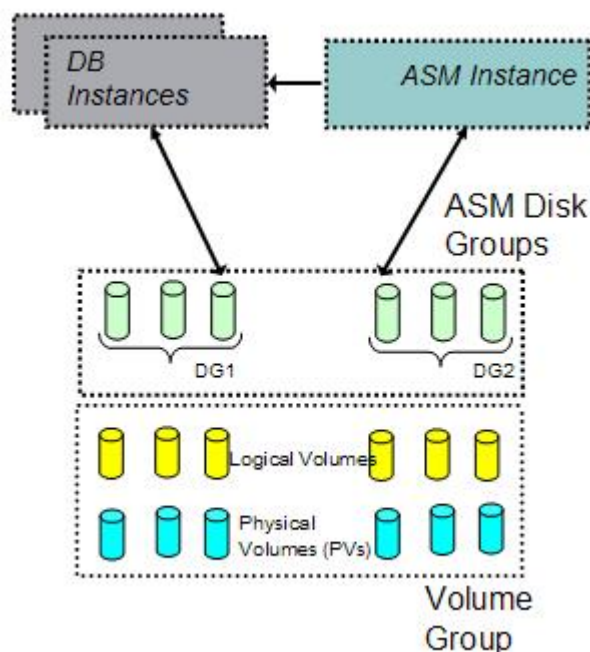 DB
Instances
ASM Instance
ASM Disk
Groups
DG1
DG2
Logical Volumes
Physical
Volumes (PVs)
Volume
Group